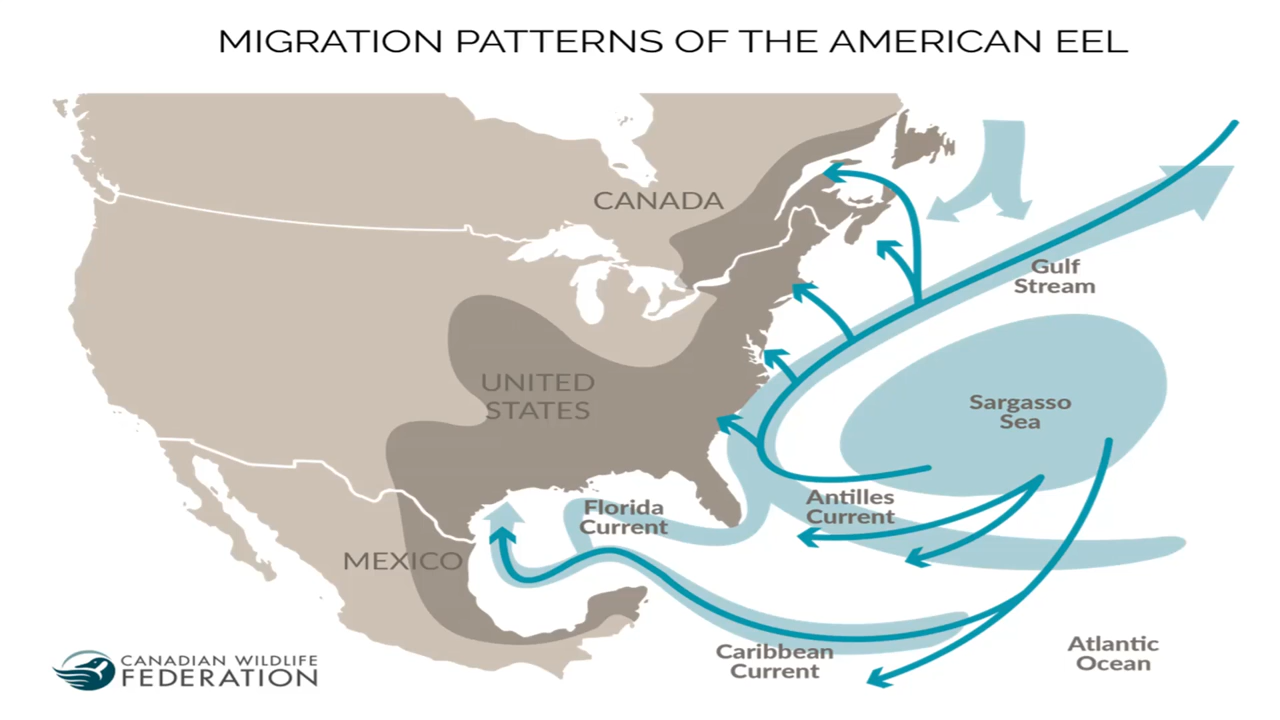 MIGRATION PATTERNS OF THE AMERICAN EEL
CANADA
Gulf
Stream
UNITED
STATES
Sargasso
Sea
Antilles
Current
Florida
Current
MEXICO
Caribbean
Current
Atlantic
Ocean
CANADIAN WILDLIFE
FEDERATION